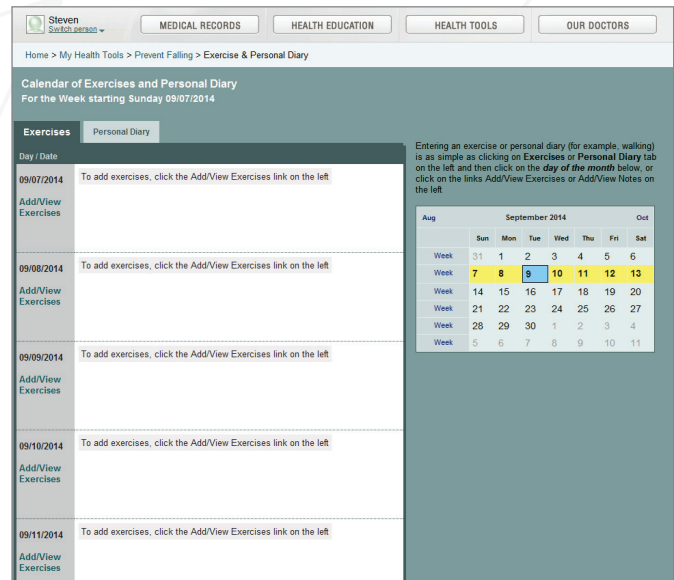 Steven
Switch person
MEDICAL RECORDS
HEALTH EDUCATION
HEALTH TOOLS
OUR DOCTORS
Home > My Health Tools > Prevent Falling > Exercise & Personal Diary
Calendar of Exercises and Personal Diary
For the Week starting Sunday 09/07/2014
Exercises
Personal Diary
Day / Date
09/07/2014
Add/View
Exercises
To add exercises, click the Add/View Exercises link on the left
09/08/2014
Add/View
Exercises
To add exercises, click the Add/View Exercises link on the left
09/09/2014
Add/View
Exercises
To add exercises, click the Add/View Exercises link on the left
09/10/2014
Add/View
Exercises
To add exercises, click the Add/View Exercises link on the left
09/11/2014
Add/View
Exercises
To add exercises, click the Add/View Exercises link on the left
Entering an exercise or personal diary (for example, walking)
is as simple as clicking on Exercises or Personal Diary tab
on the left and then click on the day of the month below, or
click on the links Add/View Exercises or Add/View Notes on
the left
Aug September 2014 Oct
Sun Mon Tue Wed Thu Fri Sat
Week 31 1 2 3 4 5 6
Week 7 8 9 10 11 12 13
Week 14 15 16 17 18 19 20
Week 21 22 23 24 25 26 27
Week 28 29 30 1 2 3 4
Week 5 6 7 8 9 10 11